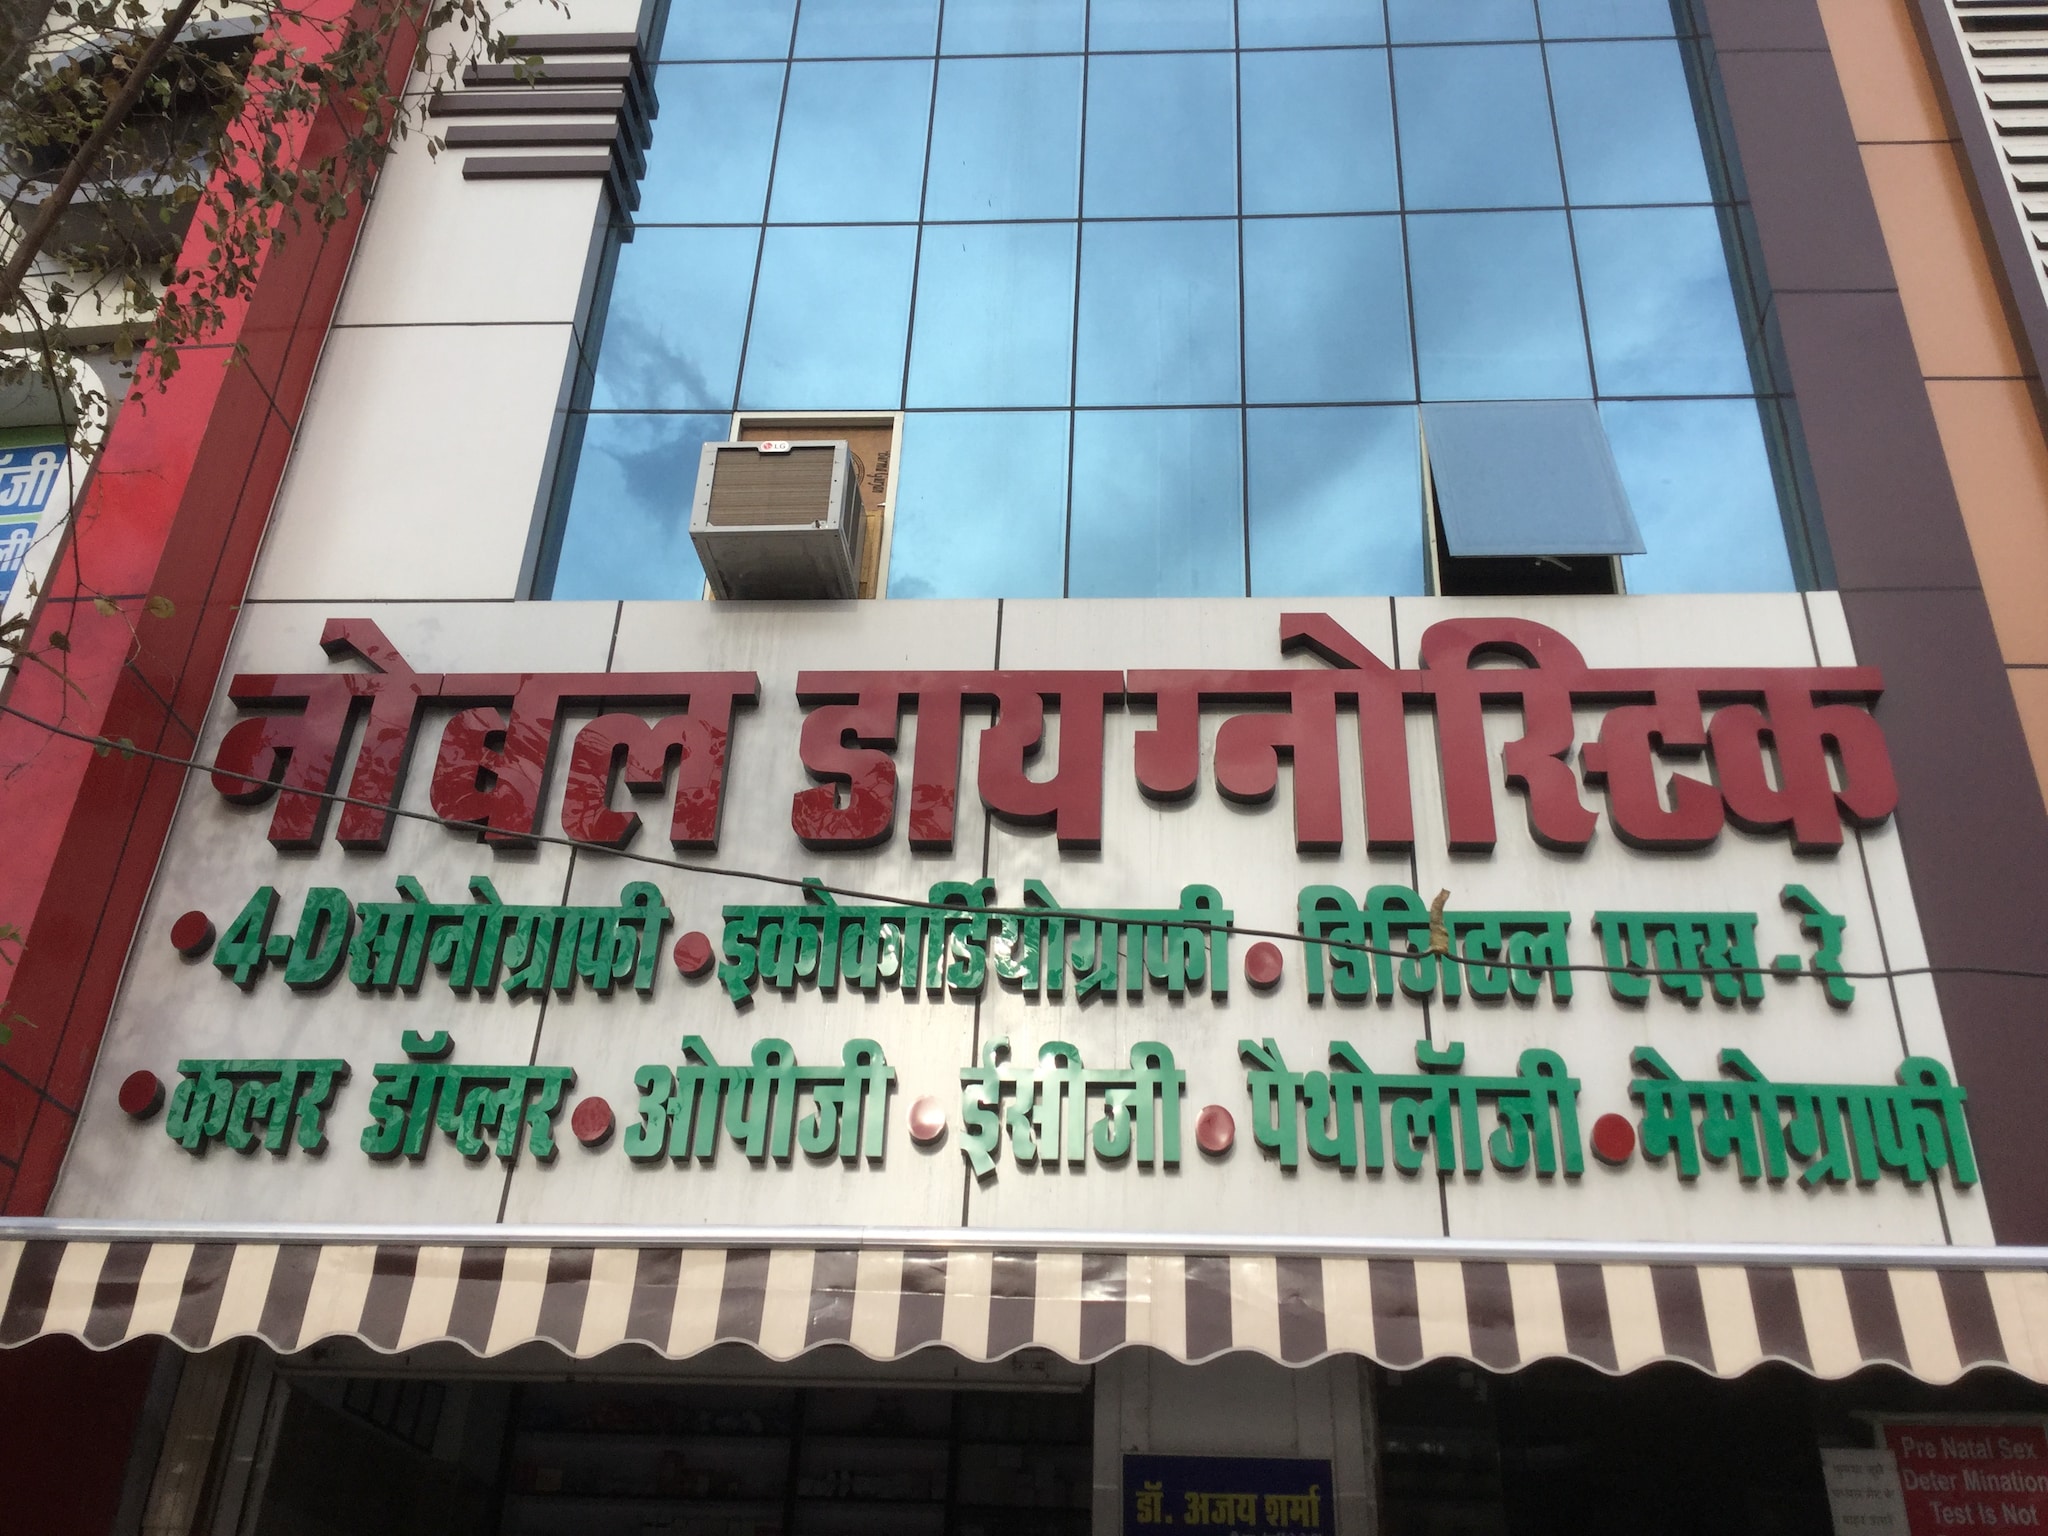 LG
ॉजी
ली
नोबल डायग्नोस्टिक
• 4-D सोनोग्राफी • इकोकार्डियोग्राफी • डिजिटल एक्स-रे
• कलर डॉप्लर • ओपीजी • ईसीजी • पैथोलॉजी • मेमोग्राफी
डॉ. अजय शर्मा
Pre Natal Sex
Deter Mination
Test is Not